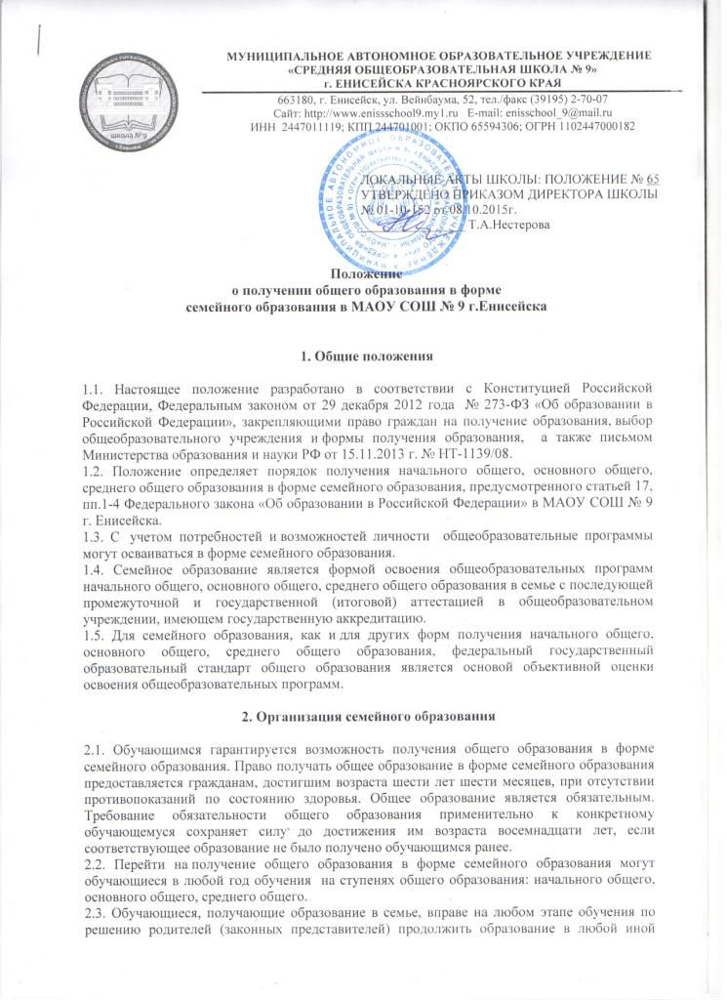 МУНИЦИПАЛЬНОЕ АВТОНОМНОЕ ОБРАЗОВАТЕЛЬНОЕ УЧРЕЖДЕНИЕ
«СРЕДНЯЯ ОБЩЕОБРАЗОВАТЕЛЬНАЯ ШКОЛА № 9»
г. ЕНИСЕЙСКА КРАСНОЯРСКОГО КРАЯ
663180, г. Енисейск, ул. Вейнбаума, 52, тел./факс (39195) 2-70-07
Сайт: http://www.enissschool9.my1.ru E-mail: enisschool_9@mail.ru
ИНН 2447011119; КПП 244701001; ОКПО 65594306; ОГРН 1102447000182
школа №9
ЛОКАЛЬНЫЕ АКТЫ ШКОЛЫ: ПОЛОЖЕНИЕ № 65
УТВЕРЖДЕНО ПРИКАЗОМ ДИРЕКТОРА ШКОЛЫ
№ 01-10-152 от 08.10.2015г.
Т.А.Нестерова
Положение
о получении общего образования в форме
семейного образования в МАОУ СОШ № 9 г.Енисейска
1. Общие положения
1.1. Настоящее положение разработано в соответствии с Конституцией Российской
Федерации, Федеральным законом от 29 декабря 2012 года № 273-ФЗ «Об образовании в
Российской Федерации», закрепляющими право граждан на получение образования, выбор
общеобразовательного учреждения и формы получения образования, а также письмом
Министерства образования и науки РФ от 15.11.2013 г. № НТ-1139/08.
1.2. Положение определяет порядок получения начального общего, основного общего,
среднего общего образования в форме семейного образования, предусмотренного статьей 17,
пп.1-4 Федерального закона «Об образовании в Российской Федерации» в МАОУ СОШ № 9
г. Енисейска.
1.3. С учетом потребностей и возможностей личности общеобразовательные программы
могут осваиваться в форме семейного образования.
1.4. Семейное образование является формой освоения общеобразовательных программ
начального общего, основного общего, среднего общего образования в семье с последующей
промежуточной и государственной (итоговой) аттестацией в общеобразовательном
учреждении, имеющем государственную аккредитацию.
1.5. Для семейного образования, как и для других форм получения начального общего,
основного общего, среднего общего образования, федеральный государственный
образовательный стандарт общего образования является основой объективной оценки
освоения общеобразовательных программ.
2. Организация семейного образования
2.1. Обучающимся гарантируется возможность получения общего образования в форме
семейного образования. Право получать общее образование в форме семейного образования
предоставляется гражданам, достигшим возраста шести лет шести месяцев, при отсутствии
противопоказаний по состоянию здоровья. Общее образование является обязательным.
Требование обязательности общего образования применительно к конкретному
обучающемуся сохраняет силу до достижения им возраста восемнадцати лет, если
соответствующее образование не было получено обучающимся ранее.
2.2. Перейти на получение общего образования в форме семейного образования могут
обучающиеся в любой год обучения на ступенях общего образования: начального общего,
основного общего, среднего общего.
2.3. Обучающиеся, получающие образование в семье, вправе на любом этапе обучения по
решению родителей (законных представителей) продолжить образование в любой иной